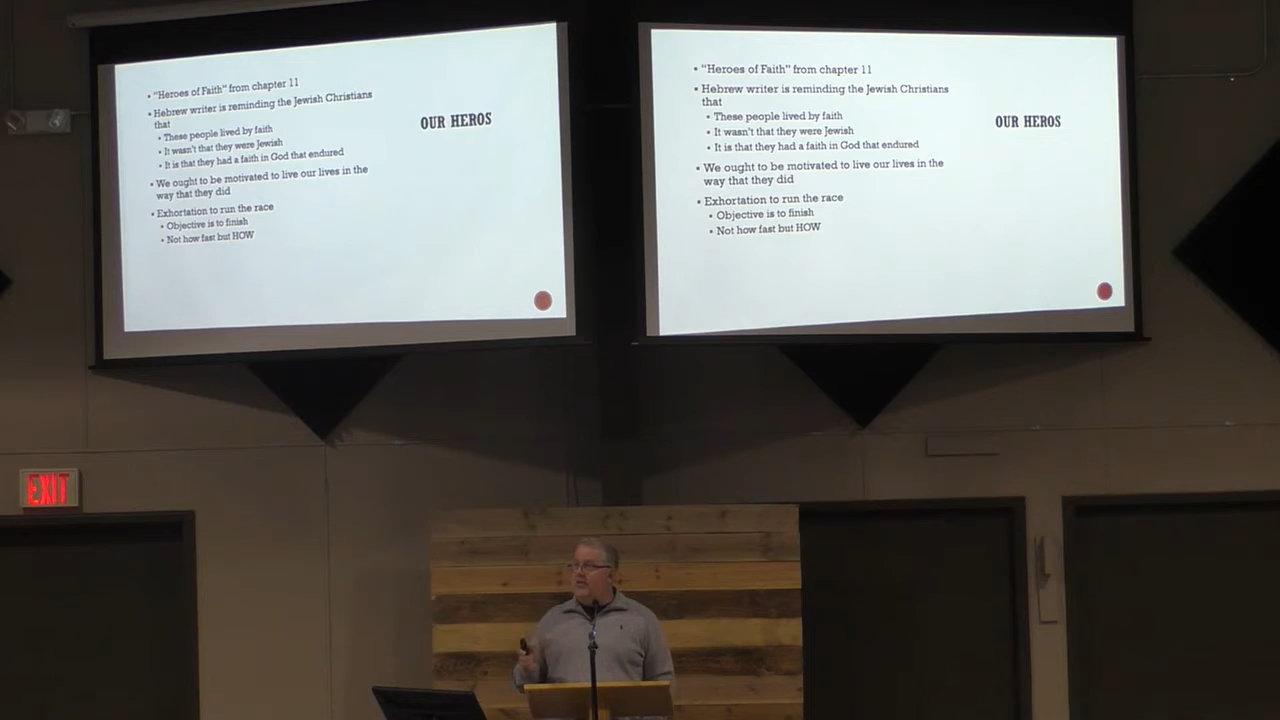 • "Heroes of Faith" from chapter 11
• Hebrew writer is reminding the Jewish Christians
that
• These people lived by faith
• It wasn't that they were Jewish
• It is that they had a faith in God that endured
• We ought to be motivated to live our lives in the
way that they did
• Exhortation to run the race
• Objective is to finish
• Not how fast but HOW
OUR HEROS
• "Heroes of Faith" from chapter 11
• Hebrew writer is reminding the Jewish Christians
that
• These people lived by faith
• It wasn't that they were Jewish
• It is that they had a faith in God that endured
• We ought to be motivated to live our lives in the
way that they did
• Exhortation to run the race
• Objective is to finish
• Not how fast but HOW
OUR HEROS
EXIT